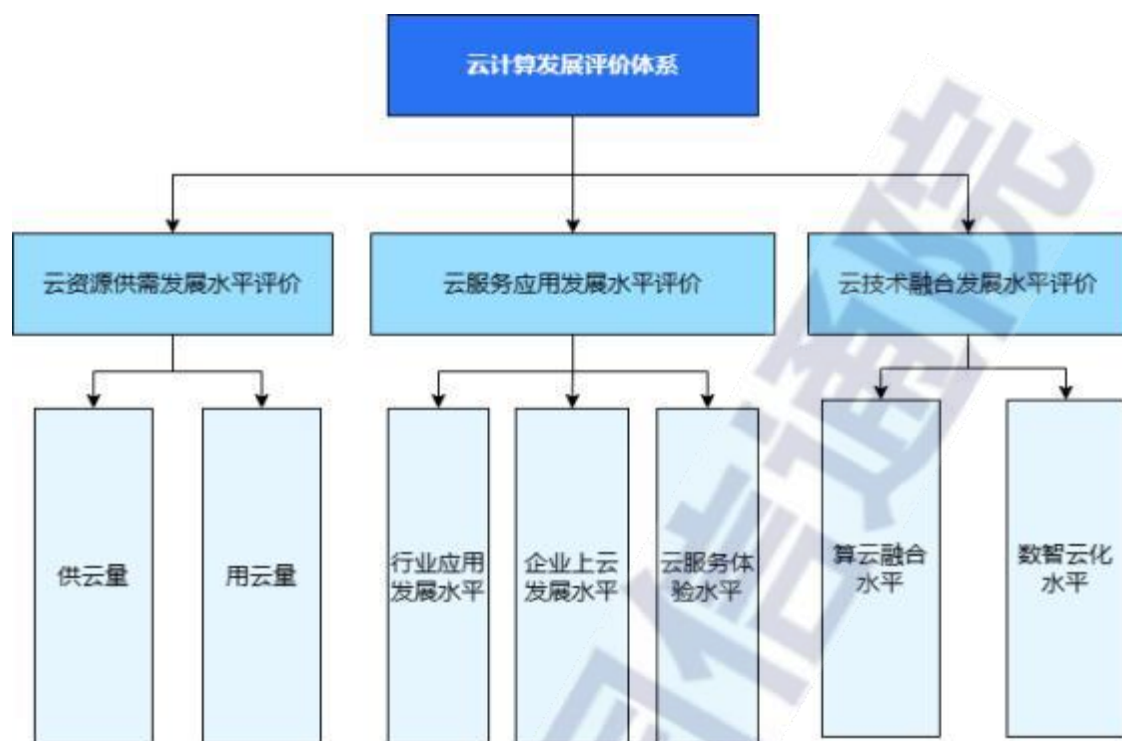 云计算发展评价体系
云资源供需发展水平评价
云服务应用发展水平评价
云技术融合发展水平评价
供云量
用云量
行业应用
发展水平
企业上云
发展水平
云服务体
验水平
算云融合
水平
数智云化
水平
信通院